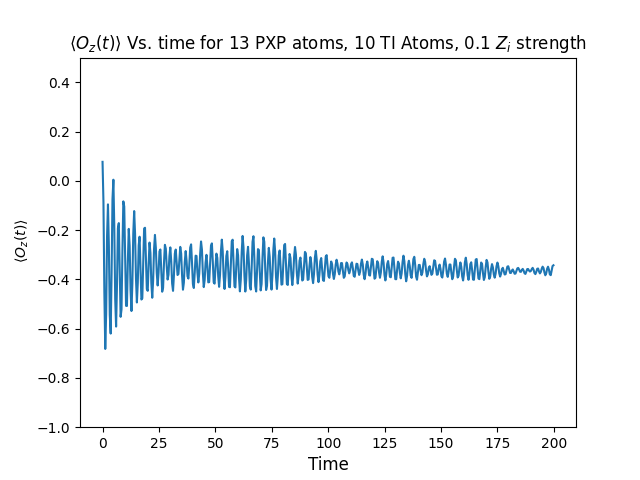 ⟨O_z(t)⟩ Vs. time for 13 PXP atoms, 10 TI Atoms, 0.1 Z_i strength
0.4
0.2
0.0
−0.2
−0.4
−0.6
−0.8
−1.0
⟨O_z(t)⟩
0 25 50 75 100 125 150 175 200
Time